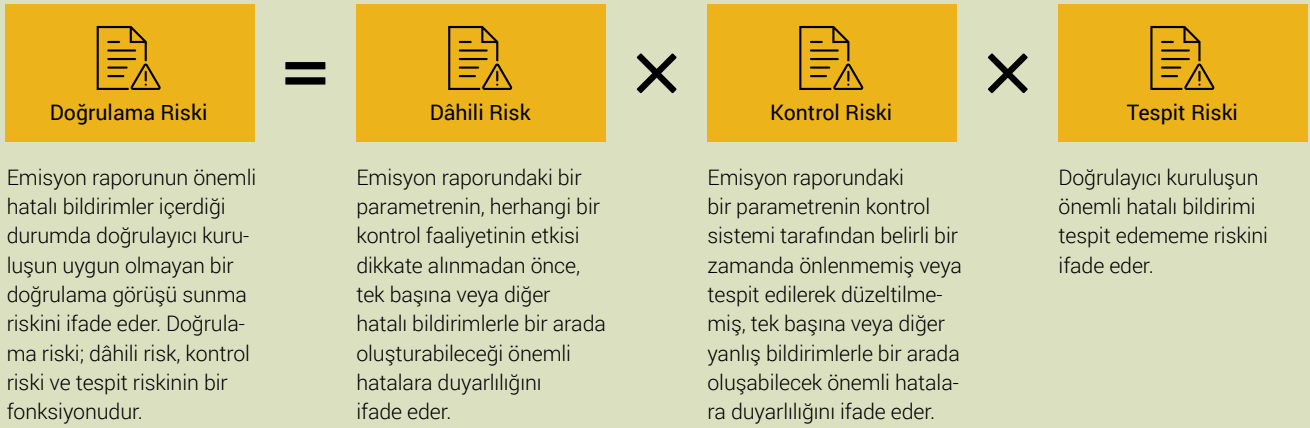 Doğrulama Riski
=
Dâhili Risk
×
Kontrol Riski
×
Tespit Riski
Emisyon raporunun önemli
hatalı bildirimler içerdiği
durumda doğrulayıcı kuru-
luşun uygun olmayan bir
doğrulama görüşü sunma
riskini ifade eder. Doğrula-
ma riski; dâhili risk, kontrol
riski ve tespit riskinin bir
fonksiyonudur.
Emisyon raporundaki bir
parametrenin, herhangi bir
kontrol faaliyetinin etkisi
dikkate alınmadan önce,
tek başına veya diğer
hatalı bildirimlerle bir arada
oluşturabileceği önemli
hatalara duyarlılığını
ifade eder.
Emisyon raporundaki
bir parametrenin kontrol
sistemi tarafından belirli bir
zamanda önlenmemiş veya
tespit edilerek düzeltilme-
miş, tek başına veya diğer
yanlış bildirimlerle bir arada
oluşabilecek önemli hatala-
ra duyarlılığını ifade eder.
Doğrulayıcı kuruluşun
önemli hatalı bildirimi
tespit edememe riskini
ifade eder.